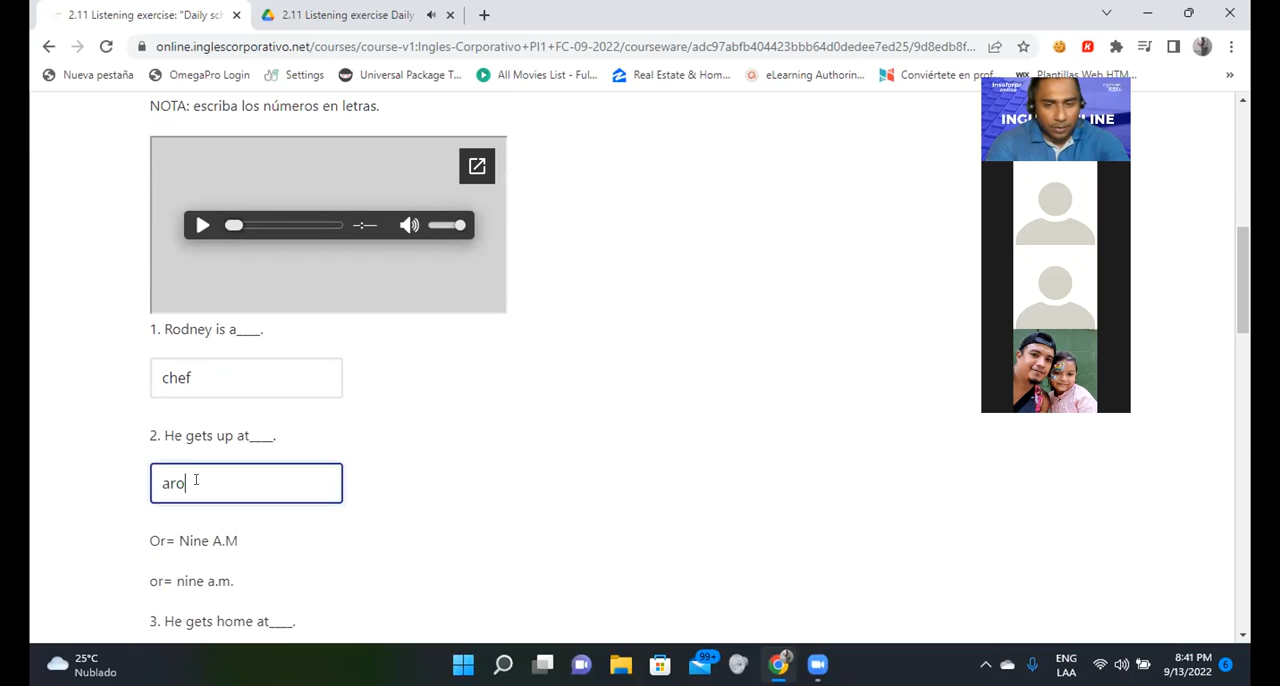 2.11 Listening exercise: "Daily sc
2.11 Listening exercise Daily
online.inglescorporativo.net/courses/course-v1:Ingles-Corporativo+PI1+FC-09-2022/courseware/adc97abfb404423bbb64d0dedee7ed25/9d8edb8f...
Nueva pestaña
OmegaPro Login
Settings
Universal Package T...
All Movies List - Ful...
Real Estate & Hom...
eLearning Authorin...
Conviértete en prof
Plantillas Web HTM...
»
NOTA: escriba los números en letras.
-:--
1. Rodney is a____.
chef
2. He gets up at____.
aro
Or= Nine A.M
or= nine a.m.
3. He gets home at____.
25°C
Nublado
99+
ENG
LAA
8:41 PM
9/13/2022
6